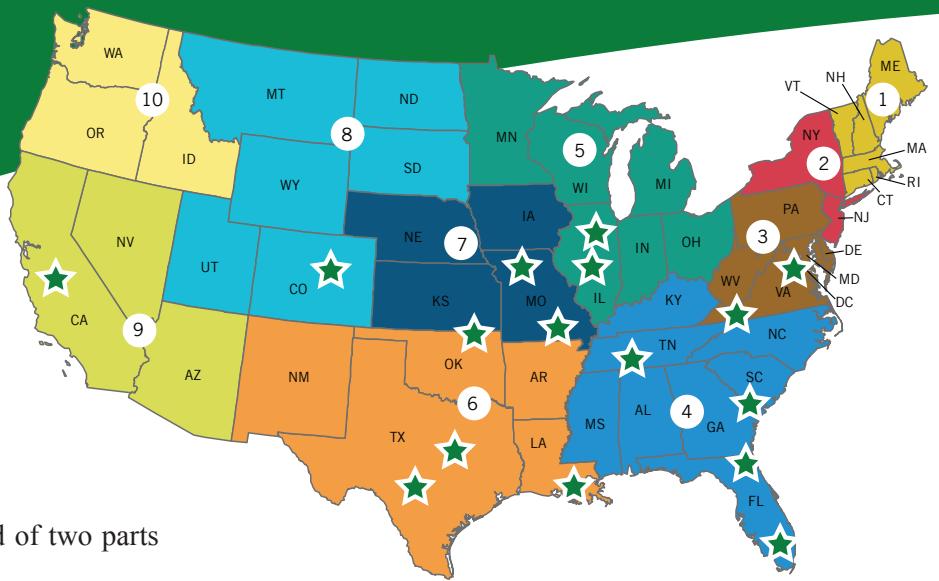 WA
OR
ID
10
MT
ND
8
SD
WY
UT
CO
MN
5
WI
MI
IL
IN
OH
NE
7
IA
KS
MO
NV
CA
9
AZ
NM
OK
AR
6
TX
LA
KY
TN
NC
SC
MS
AL
4
GA
FL
PA
3
WV
VA
DE
MD
DC
NY
2
NJ
VT
NH
ME
1
MA
RI
CT
d of two parts